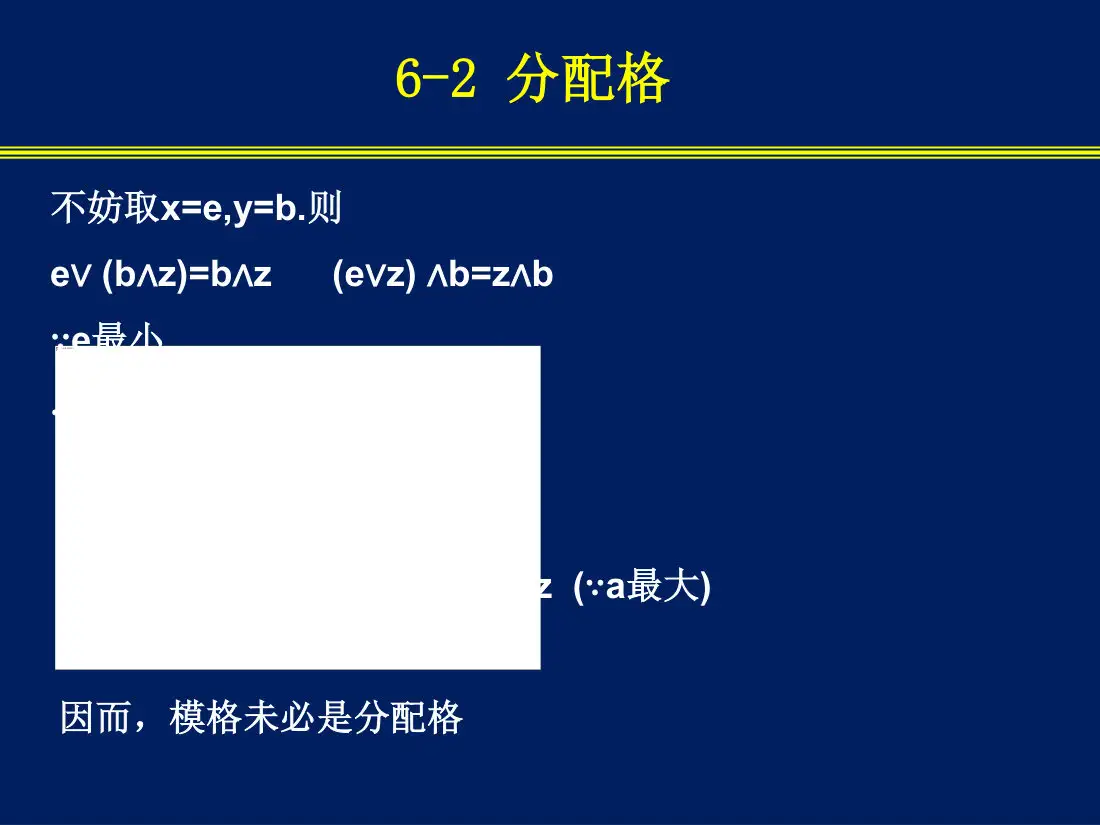 6-2 分配格
不妨取x=e,y=b.则
e∨ (b∧z)=b∧z (e∨z) ∧b=z∧b
∵e最小
z (∵a最大)
因而，模格未必是分配格